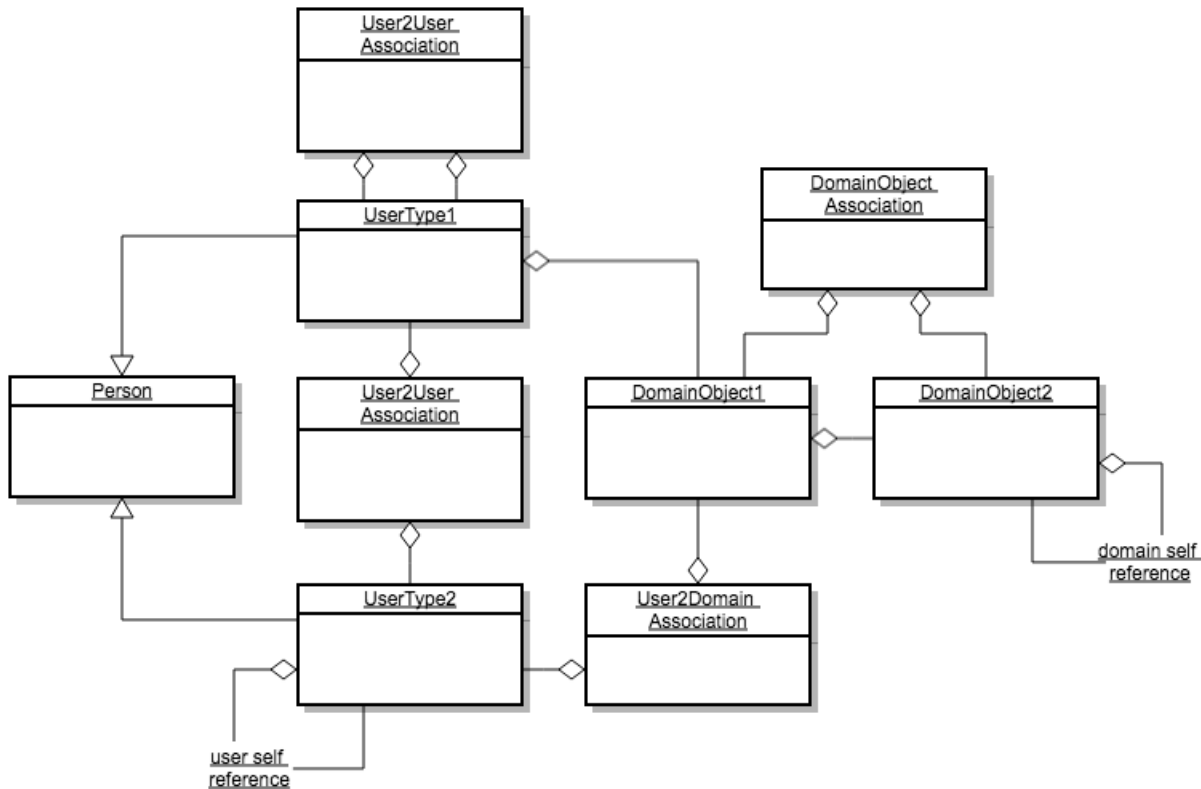 User2User
Association
DomainObject
Association
UserType1
Person
User2User
Association
DomainObject1
DomainObject2
domain self
reference
UserType2
User2Domain
Association
user self
reference